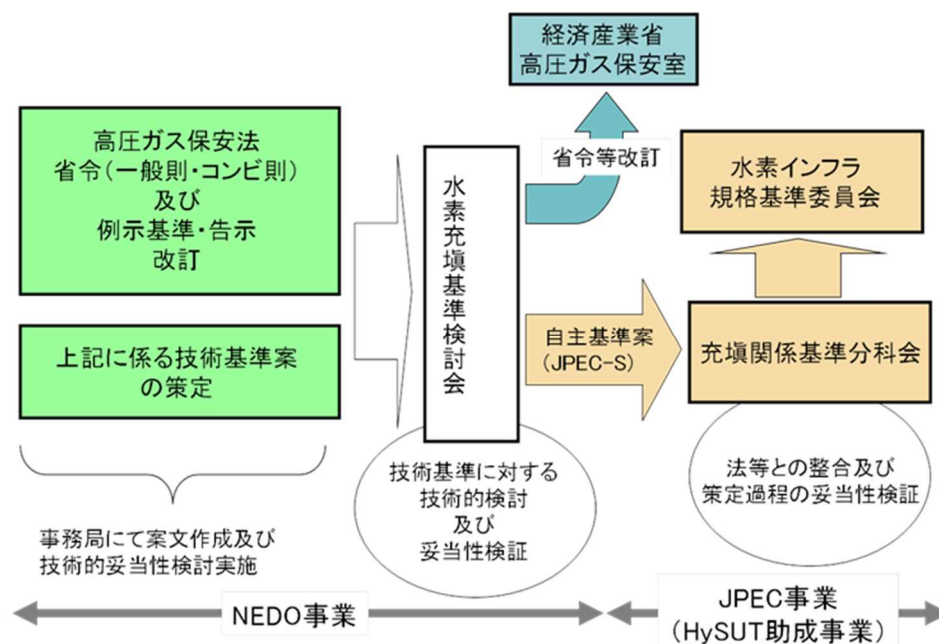 経済産業省
高圧ガス保安室
高圧ガス保安法
省令(一般則・コンビ則)
及び
例示基準・告示
改訂
上記に係る技術基準案
の策定
事務局にて案文作成及び
技術的妥当性検討実施
水素充塡基準検討会
技術基準に対する
技術的検討
及び
妥当性検証
省令等改訂
自主基準案
(JPEC-S)
水素インフラ
規格基準委員会
充塡関係基準分科会
法等との整合及び
策定過程の妥当性検証
NEDO事業
JPEC事業
(HySUT助成事業)